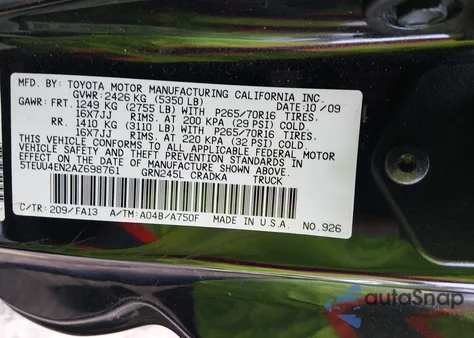 MFD. BY: TOYOTA MOTOR MANUFACTURING CALIFORNIA INC.
GVWR: 2426 KG (5350 LB) DATE: 10/09
GAWR: FRT. 1249 KG (2755 LB) WITH P265/70R16 TIRES,
16X7JJ RIMS, AT 200 KPA (29 PSI) COLD.
RR. 1410 KG (3110 LB) WITH P265/70R16 TIRES,
16X7JJ RIMS, AT 220 KPA (32 PSI) COLD.
THIS VEHICLE CONFORMS TO ALL APPLICABLE FEDERAL MOTOR
VEHICLE SAFETY AND THEFT PREVENTION STANDARDS IN EFFECT
ON THE DATE OF MANUFACTURE SHOWN ABOVE.
5TEUU4EN2AZ698761 GRN245L CRADKA TRUCK
C/TR: 209/FA13 A/TM: A04B/A750F MADE IN U.S.A. NO.926
autoSnap
POWERED BY CARFAST EXPRESS